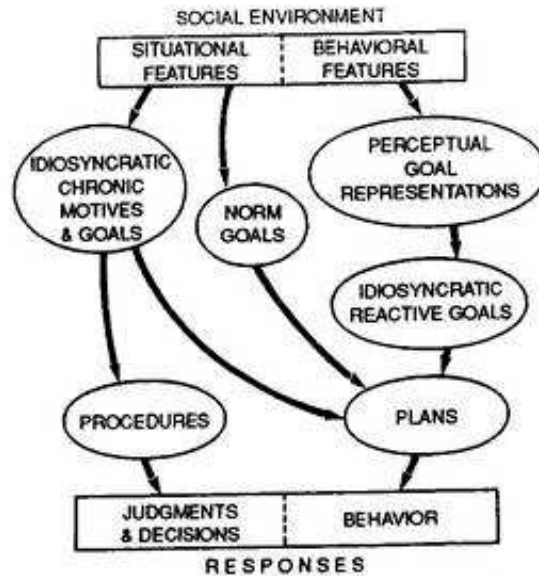 SOCIAL ENVIRONMENT
SITUATIONAL
FEATURES
BEHAVIORAL
FEATURES
IDIOSYNCRATIC
CHRONIC
MOTIVES
& GOALS
NORM
GOALS
PERCEPTUAL
GOAL
REPRESENTATIONS
IDIOSYNCRATIC
REACTIVE GOALS
PROCEDURES
PLANS
JUDGMENTS
& DECISIONS
BEHAVIOR
RESPONSES